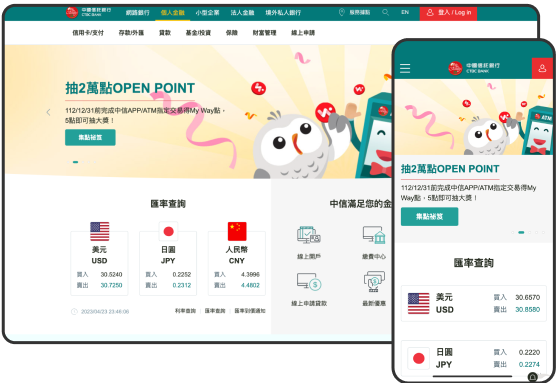 中國信託銀行
CTBC BANK
網路銀行 個人金融 小型企業 法人金融 境外私人銀行
服務據點 EN 登入 / Log in
信用卡/支付 存款/外匯 貸款 基金/投資 保險 財富管理 線上申請
抽2萬點OPEN POINT
112/12/31前完成中信APP/ATM指定交易得My Way點，
5點即可抽大獎！
集點祕笈
匯率查詢
美元
USD
買入 30.5240
賣出 30.7250
日圓
JPY
買入 0.2252
賣出 0.2312
人民幣
CNY
買入 4.3996
賣出 4.4802
2023/04/23 23:46:06
利率查詢 匯率查詢 匯率到價通知
中信滿足您的金
線上開戶
繳費中心
線上申請貸款
最新優惠
中國信託銀行
CTBC BANK
ATM
抽2萬點OPEN POINT
112/12/31前完成中信APP/ATM指定交易得My
Way點，5點即可抽大獎！
集點祕笈
匯率查詢
美元
USD
買入 30.6570
賣出 30.8580
日圓
JPY
買入 0.2220
賣出 0.2274